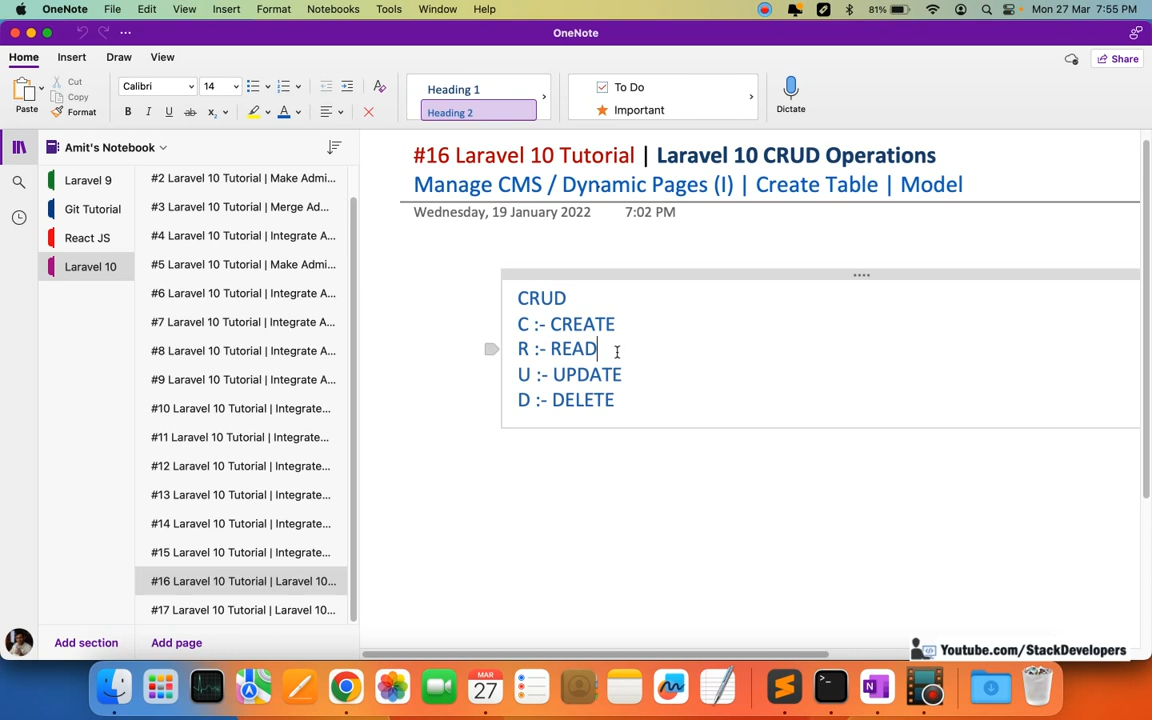 OneNote File Edit View Insert Format Notebooks Tools Window Help 81% Mon 27 Mar 7:55 PM
OneNote
Home Insert Draw View Share
Paste Cut Copy Format Calibri 14 B I U ab x₂ A Heading 1 Heading 2 To Do Important Dictate
Amit's Notebook
Laravel 9
Git Tutorial
React JS
Laravel 10
Add section
#2 Laravel 10 Tutorial | Make Admi...
#3 Laravel 10 Tutorial | Merge Ad...
#4 Laravel 10 Tutorial | Integrate A...
#5 Laravel 10 Tutorial | Make Admi...
#6 Laravel 10 Tutorial | Integrate A...
#7 Laravel 10 Tutorial | Integrate A...
#8 Laravel 10 Tutorial | Integrate A...
#9 Laravel 10 Tutorial | Integrate A...
#10 Laravel 10 Tutorial | Integrate...
#11 Laravel 10 Tutorial | Integrate...
#12 Laravel 10 Tutorial | Integrate...
#13 Laravel 10 Tutorial | Integrate...
#14 Laravel 10 Tutorial | Integrate...
#15 Laravel 10 Tutorial | Integrate...
#16 Laravel 10 Tutorial | Laravel 10...
#17 Laravel 10 Tutorial | Laravel 10...
Add page
#16 Laravel 10 Tutorial | Laravel 10 CRUD Operations
Manage CMS / Dynamic Pages (I) | Create Table | Model
Wednesday, 19 January 2022 7:02 PM
CRUD
C :- CREATE
R :- READ
U :- UPDATE
D :- DELETE
Youtube.com/StackDevelopers
MAR
27